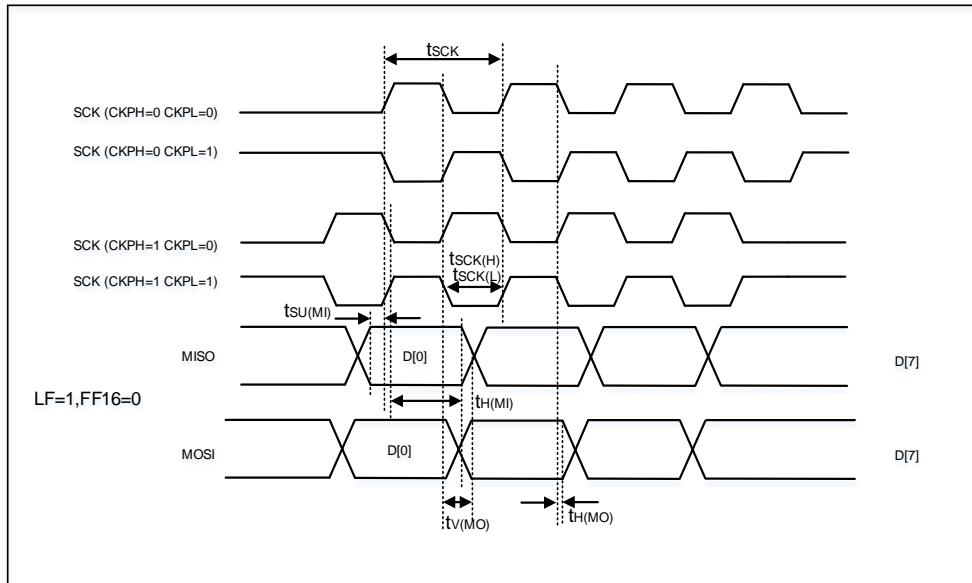 tSCK
SCK (CKPH=0 CKPL=0)
SCK (CKPH=0 CKPL=1)
SCK (CKPH=1 CKPL=0)
tSCK(H)
tSCK(L)
SCK (CKPH=1 CKPL=1)
tSU(MI)
MISO
D[0]
D[7]
LF=1,FF16=0
tH(MI)
MOSI
D[0]
D[7]
tV(MO)
tH(MO)